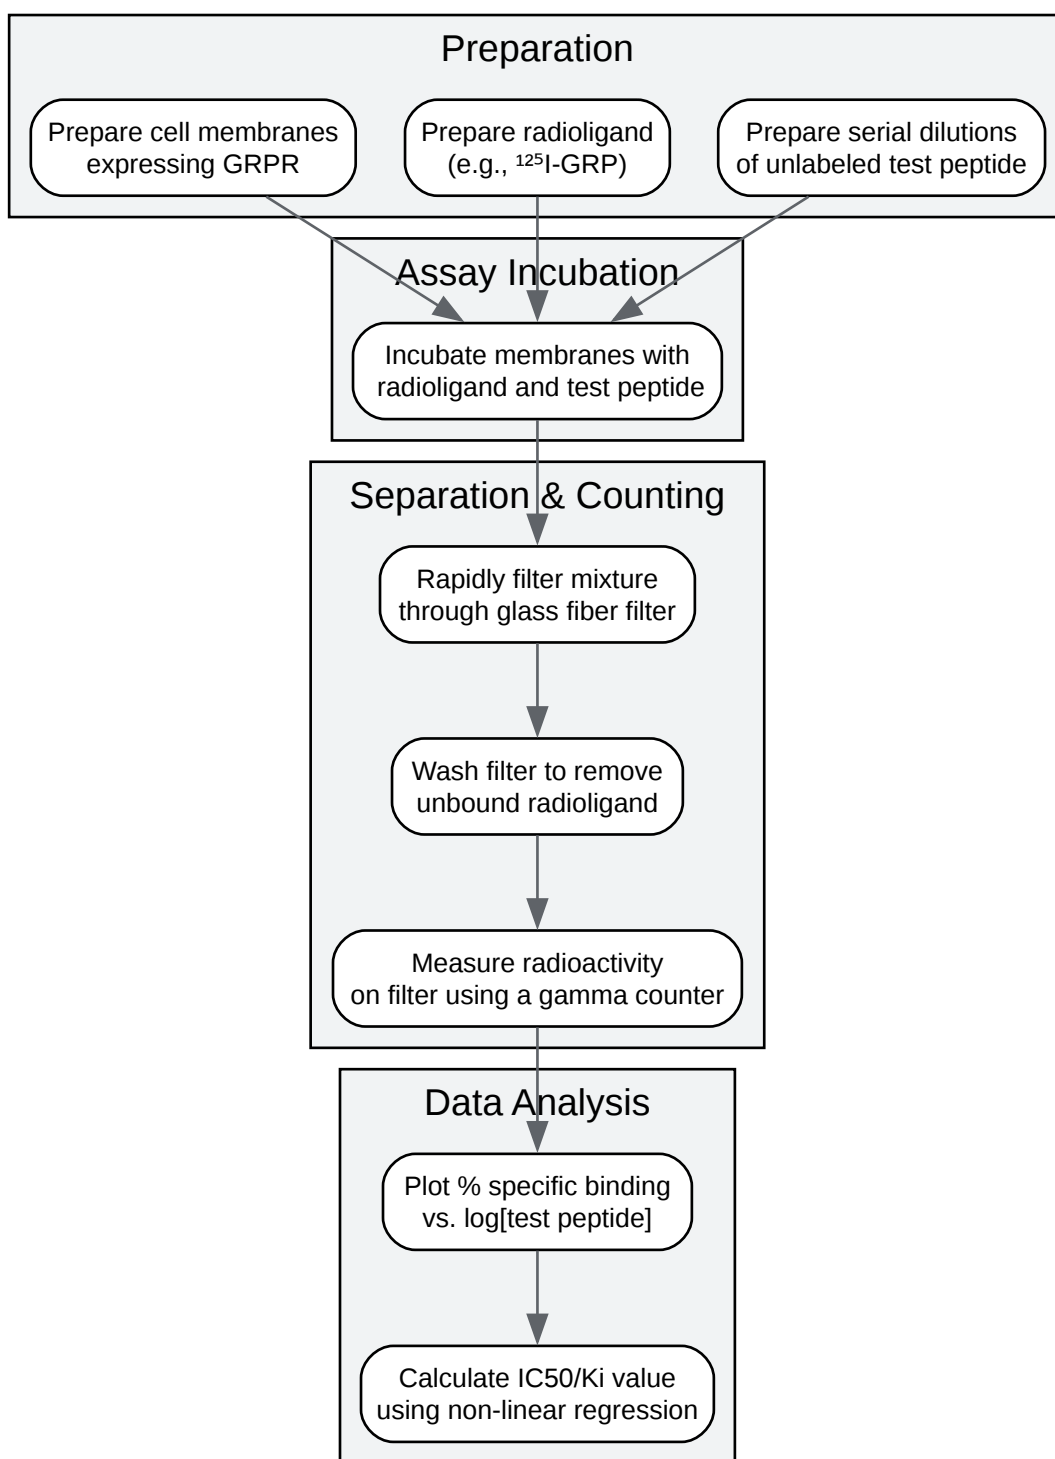 Preparation
Prepare cell membranes
expressing GRPR
Prepare radioligand
(e.g., ¹²⁵I-GRP)
Prepare serial dilutions
of unlabeled test peptide
Assay Incubation
Incubate membranes with
radioligand and test peptide
Separation & Counting
Rapidly filter mixture
through glass fiber filter
Wash filter to remove
unbound radioligand
Measure radioactivity
on filter using a gamma counter
Data Analysis
Plot % specific binding
vs. log[test peptide]
Calculate IC50/Ki value
using non-linear regression